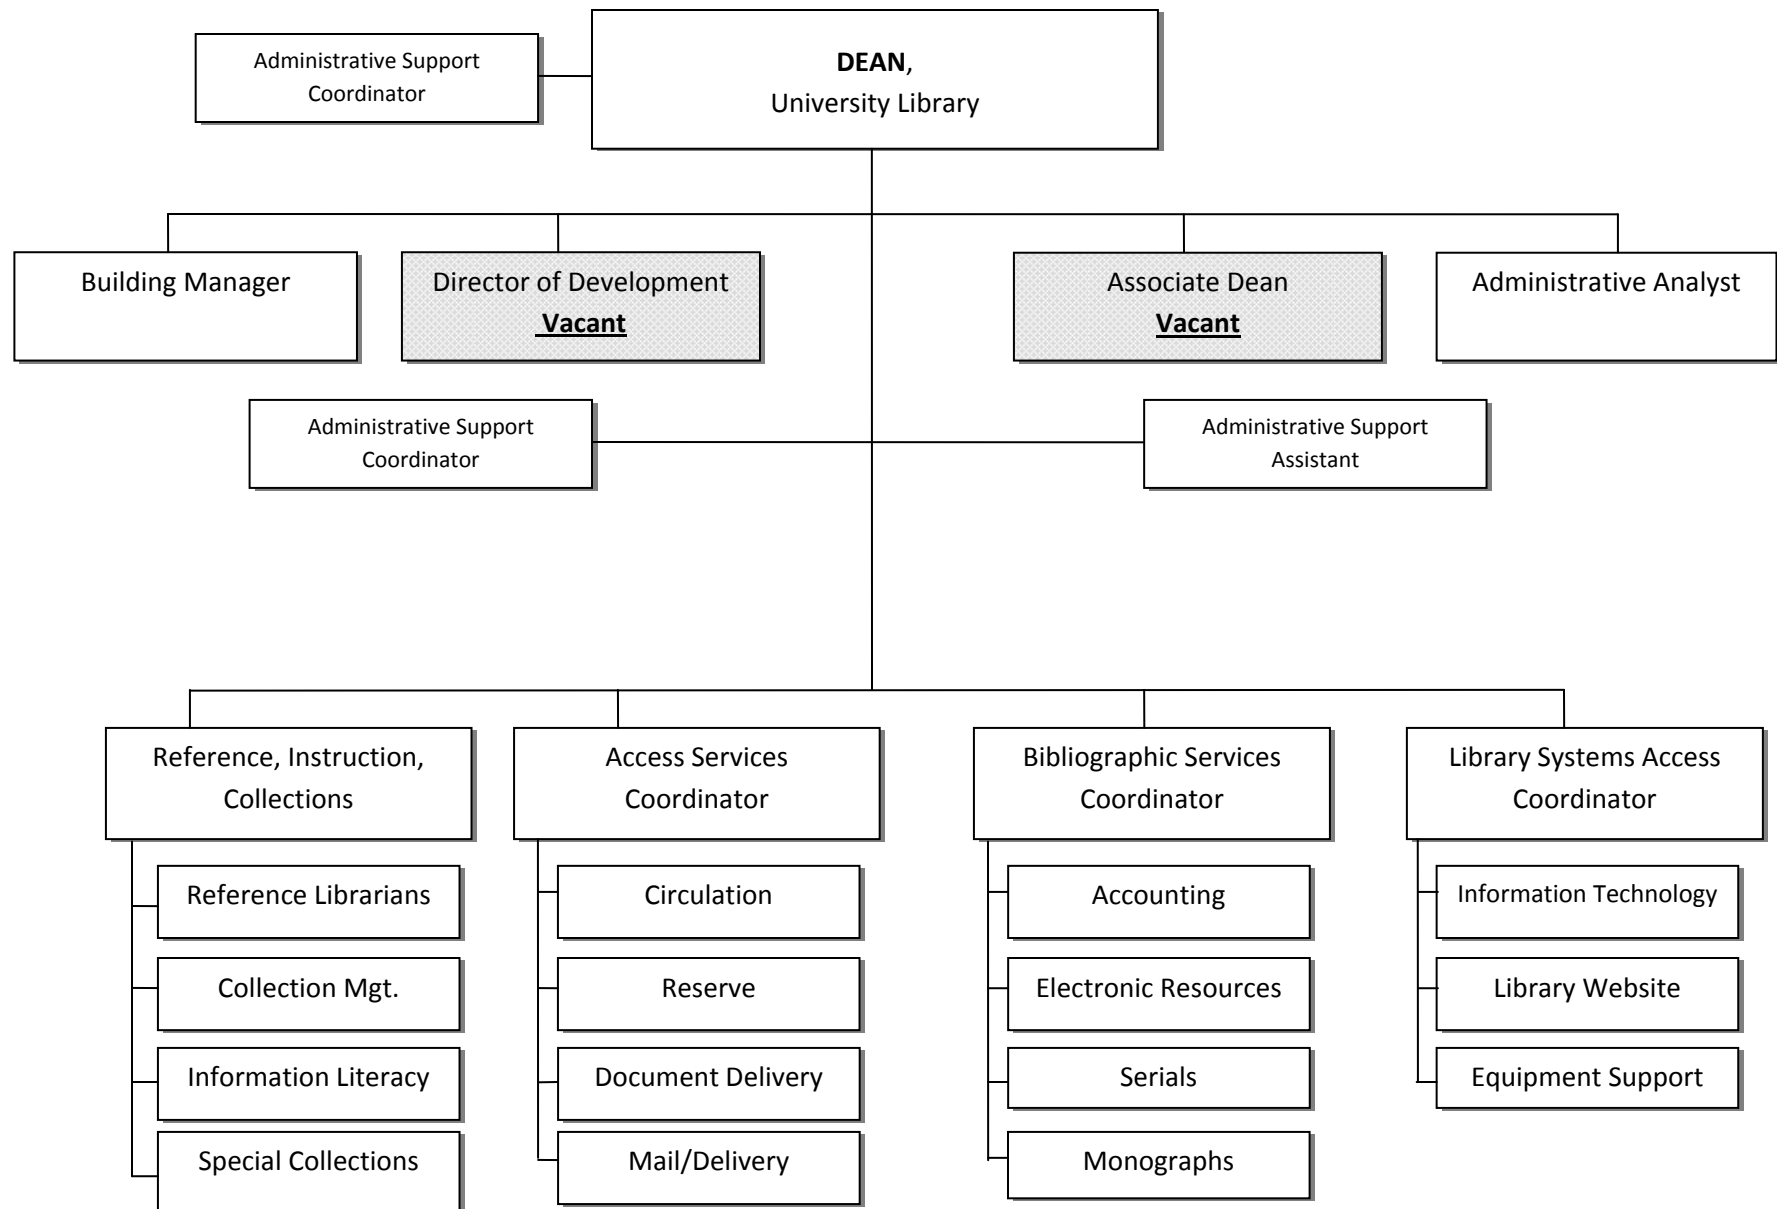 Administrative Support
Coordinator
DEAN,
University Library
Building Manager
Director of Development
Vacant
Associate Dean
Vacant
Administrative Analyst
Administrative Support
Coordinator
Administrative Support
Assistant
Reference, Instruction,
Collections
Access Services
Coordinator
Bibliographic Services
Coordinator
Library Systems Access
Coordinator
Reference Librarians
Collection Mgt.
Information Literacy
Special Collections
Circulation
Reserve
Document Delivery
Mail/Delivery
Accounting
Electronic Resources
Serials
Monographs
Information Technology
Library Website
Equipment Support